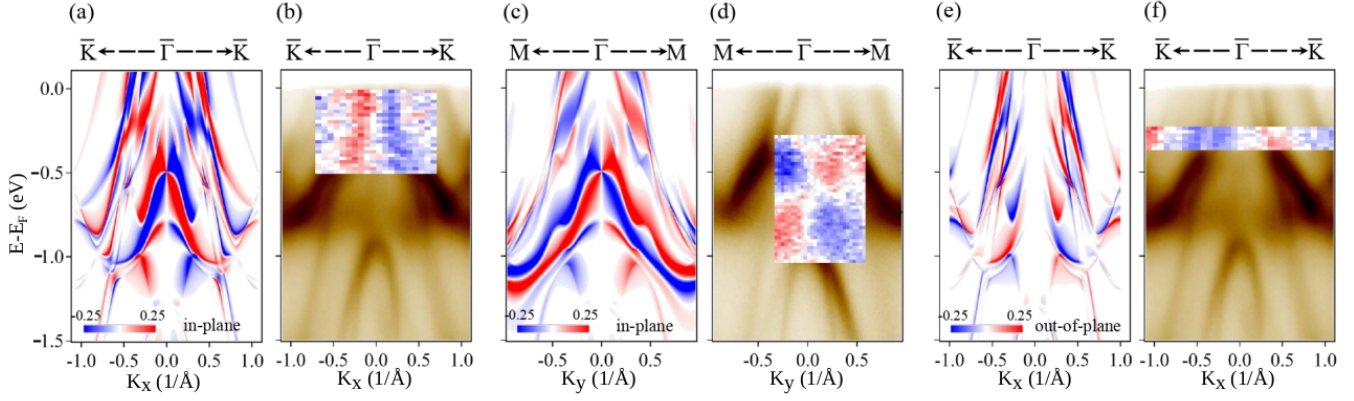 (a) (b) (c) (d) (e) (f)
K̅ Γ̅ K̅ K̅ Γ̅ K̅ M̅ Γ̅ M̅ M̅ Γ̅ M̅ K̅ Γ̅ K̅ K̅ Γ̅ K̅
0.0
-0.5
-1.0
-1.5
E-E_F (eV)
-0.25 0.25 in-plane
-0.25 0.25 in-plane
-0.25 0.25 out-of-plane
-1.0 -0.5 0.0 0.5 1.0 -1.0 -0.5 0.0 0.5 1.0 -0.5 0.0 0.5 -0.5 0.0 0.5 -1.0 -0.5 0.0 0.5 1.0 -1.0 -0.5 0.0 0.5 1.0
K_x (1/Å) K_x (1/Å) K_y (1/Å) K_y (1/Å) K_x (1/Å) K_x (1/Å)